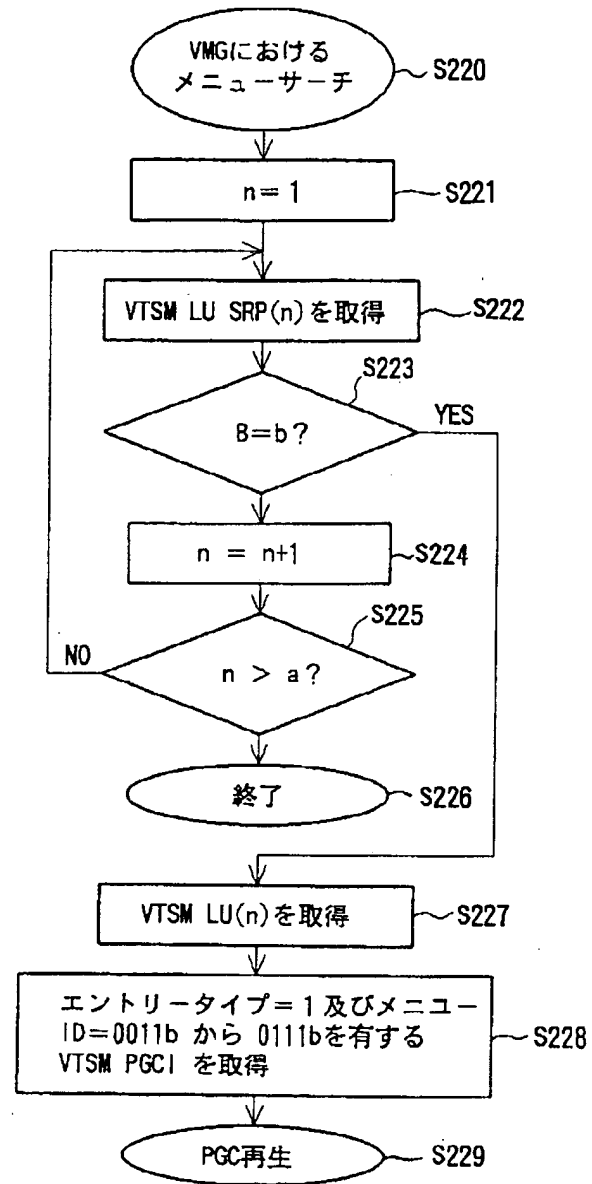 VMGにおける
メニューサーチ
S220
n=1
S221
VTSM LU SRP(n)を取得
S222
S223
B=b?
YES
n = n+1
S224
S225
NO
n > a?
終了
S226
VTSM LU(n)を取得
S227
エントリータイプ=1 及びメニュー
ID=0011b から 0111bを有する
VTSM PGCI を取得
S228
PGC再生
S229